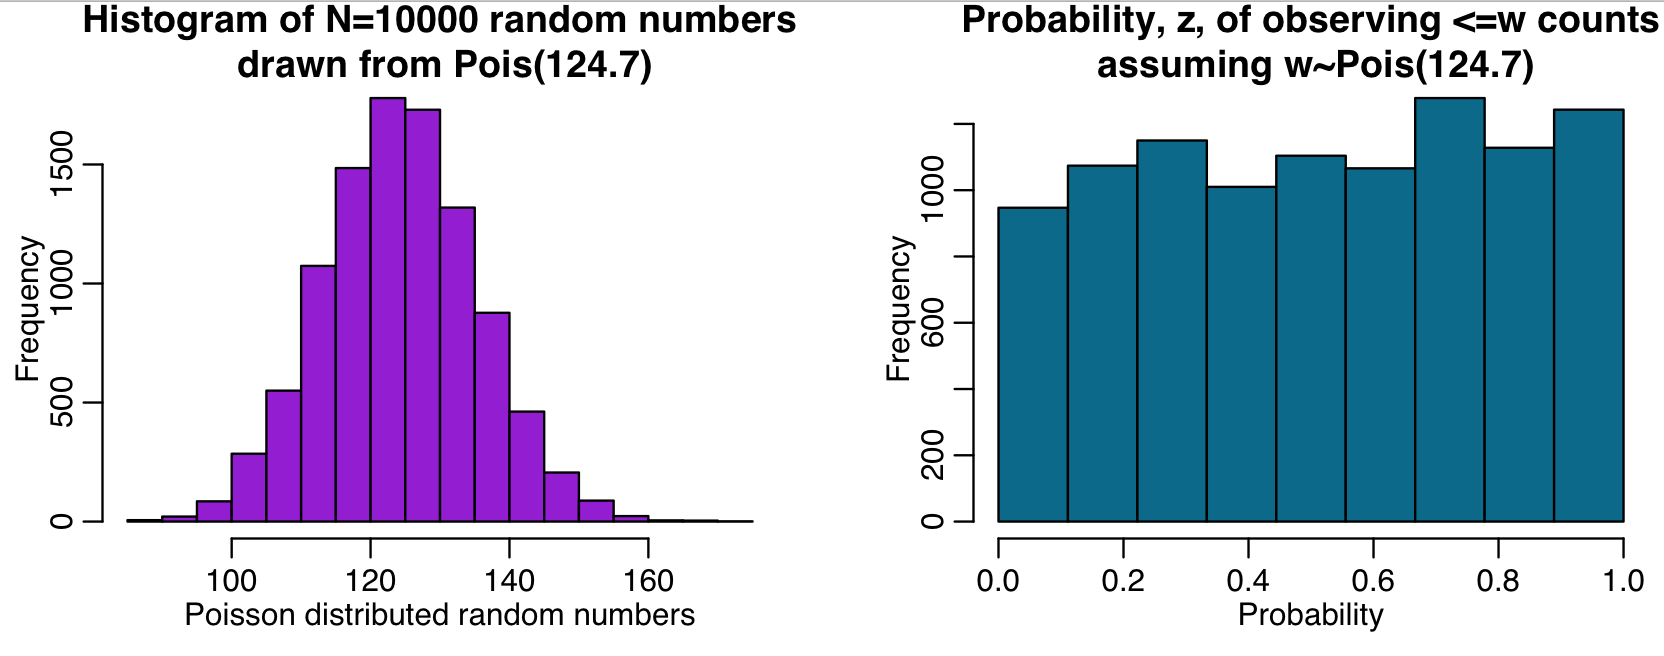 Histogram of N=10000 random numbers
drawn from Pois(124.7)
Frequency
0
500
1000
1500
100
120
140
160
Poisson distributed random numbers
Probability, z, of observing <=w counts
assuming w~Pois(124.7)
Frequency
0
200
600
1000
0.0
0.2
0.4
0.6
0.8
1.0
Probability